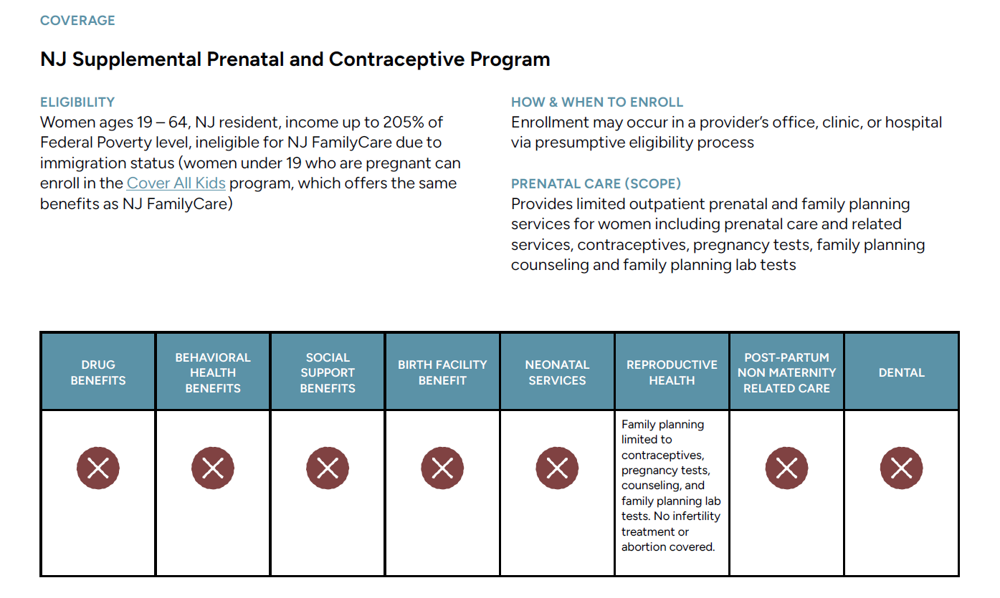 COVERAGE
NJ Supplemental Prenatal and Contraceptive Program
ELIGIBILITY
Women ages 19 – 64, NJ resident, income up to 205% of
Federal Poverty level, ineligible for NJ FamilyCare due to
immigration status (women under 19 who are pregnant can
enroll in the Cover All Kids program, which offers the same
benefits as NJ FamilyCare)
HOW & WHEN TO ENROLL
Enrollment may occur in a provider’s office, clinic, or hospital
via presumptive eligibility process
PRENATAL CARE (SCOPE)
Provides limited outpatient prenatal and family planning
services for women including prenatal care and related
services, contraceptives, pregnancy tests, family planning
counseling and family planning lab tests
DRUG
BENEFITS
BEHAVIORAL
HEALTH
BENEFITS
SOCIAL
SUPPORT
BENEFITS
BIRTH FACILITY
BENEFIT
NEONATAL
SERVICES
REPRODUCTIVE
HEALTH
POST-PARTUM
NON MATERNITY
RELATED CARE
DENTAL
Family planning
limited to
contraceptives,
pregnancy tests,
counseling, and
family planning lab
tests. No infertility
treatment or
abortion covered.